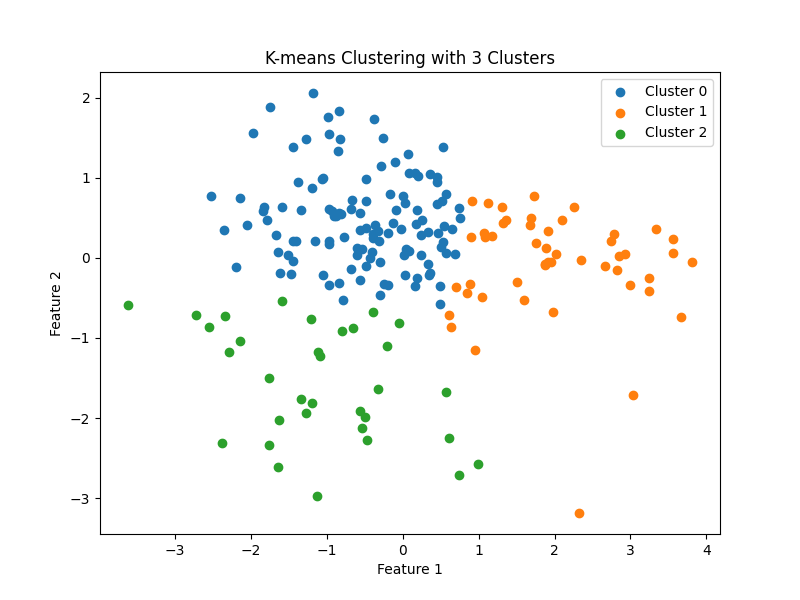 K-means Clustering with 3 Clusters
Cluster 0
Cluster 1
Cluster 2
Feature 2
2
1
0
−1
−2
−3
−3
−2
−1
0
1
2
3
4
Feature 1